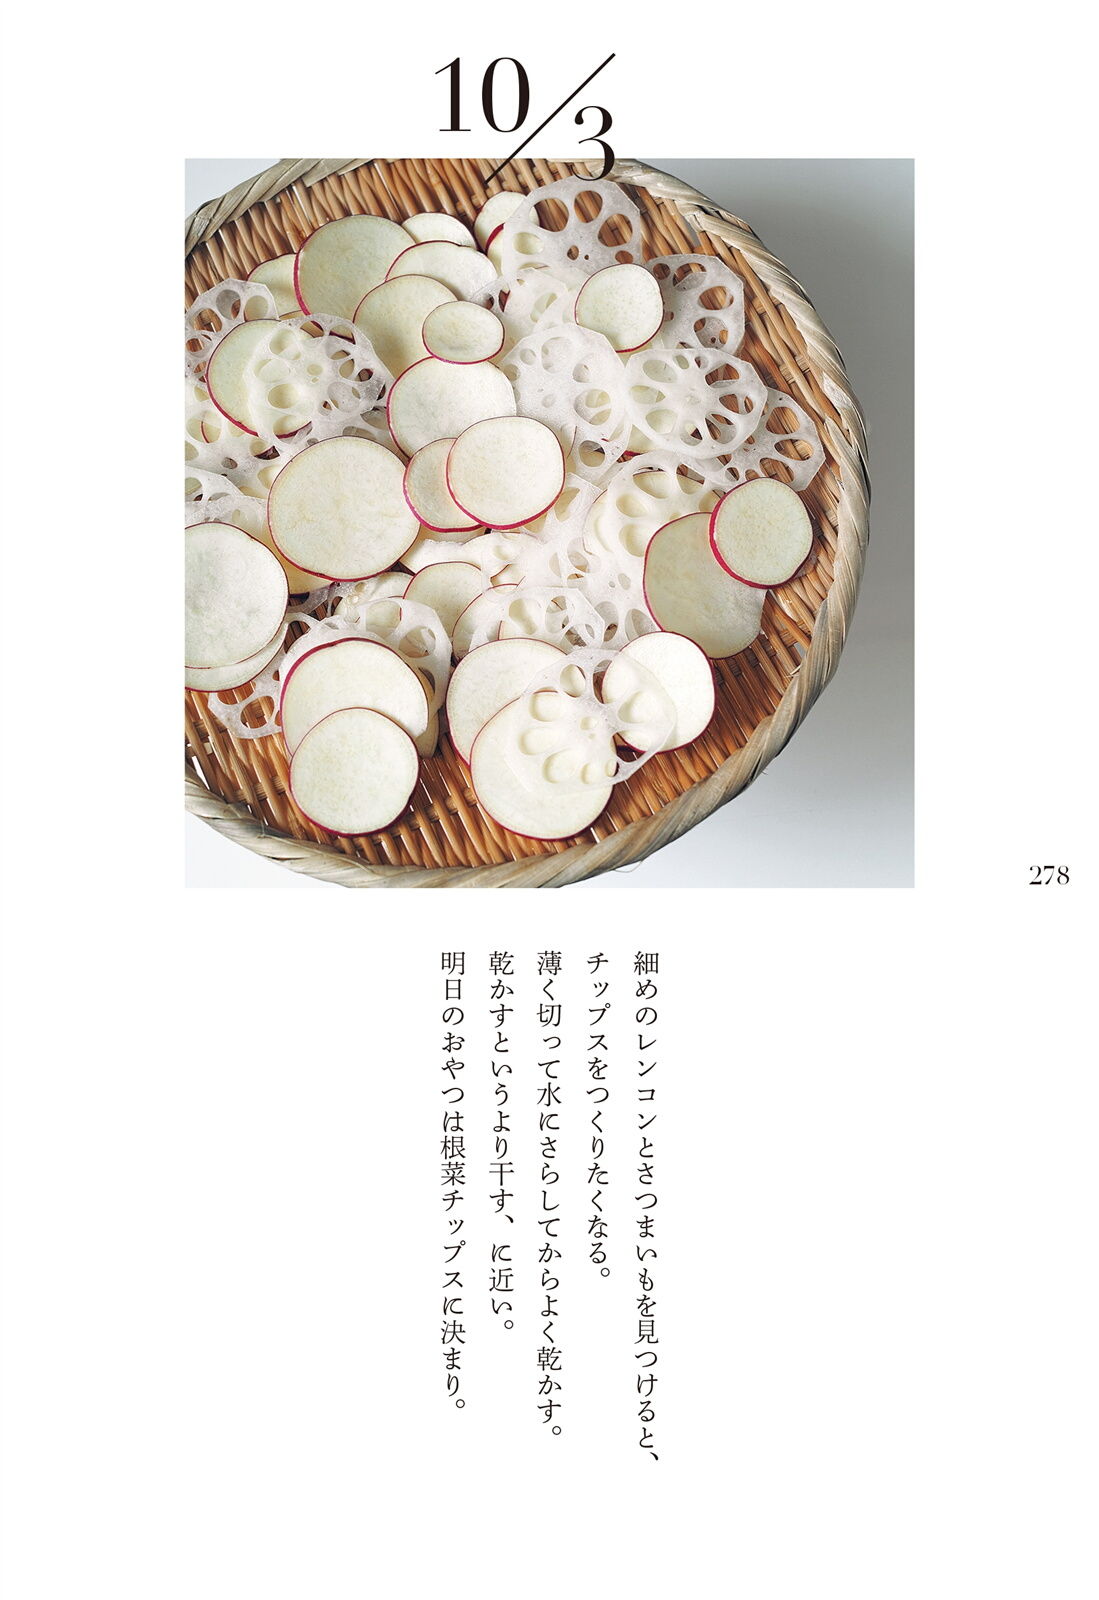 10/3
278
細めのレンコンとさつまいもを見つけると、
チップスをつくりたくなる。
薄く切って水にさらしてからよく乾かす。
乾かすというより干す、に近い。
明日のおやつは根菜チップスに決まり。